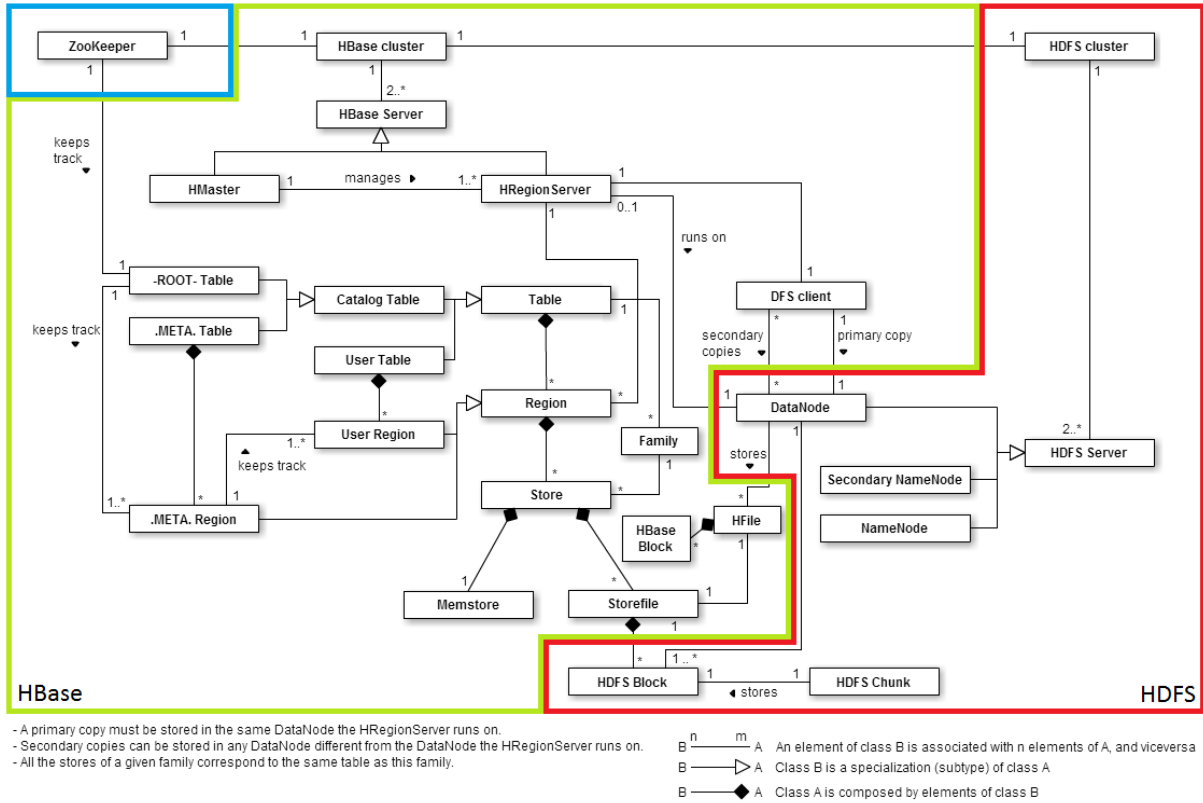 ZooKeeper
1
1
HBase cluster
1
1
HDFS cluster
1
1
1
2..*
HBase Server
keeps
track
HMaster
1
manages
1..*
HRegionServer
1
1
0..1
runs on
1
-ROOT- Table
1
Catalog Table
Table
1
1
DFS client
keeps track
.META. Table
User Table
*
1
secondary
copies
primary copy
*
*
*
Region
*
1
*
1
DataNode
1
1..*
User Region
keeps track
*
Family
1
stores
2..*
HDFS Server
1..*
*
1
.META. Region
*
Store
*
*
Secondary NameNode
HBase
Block
*
HFile
1
NameNode
1
Memstore
*
Storefile
1
1
*
1..*
HDFS Block
1
stores
1
HDFS Chunk
HBase
HDFS
- A primary copy must be stored in the same DataNode the HRegionServer runs on.
- Secondary copies can be stored in any DataNode different from the DataNode the HRegionServer runs on.
- All the stores of a given family correspond to the same table as this family.
n m
B A An element of class B is associated with n elements of A, and viceversa
B A Class B is a specialization (subtype) of class A
B A Class A is composed by elements of class B